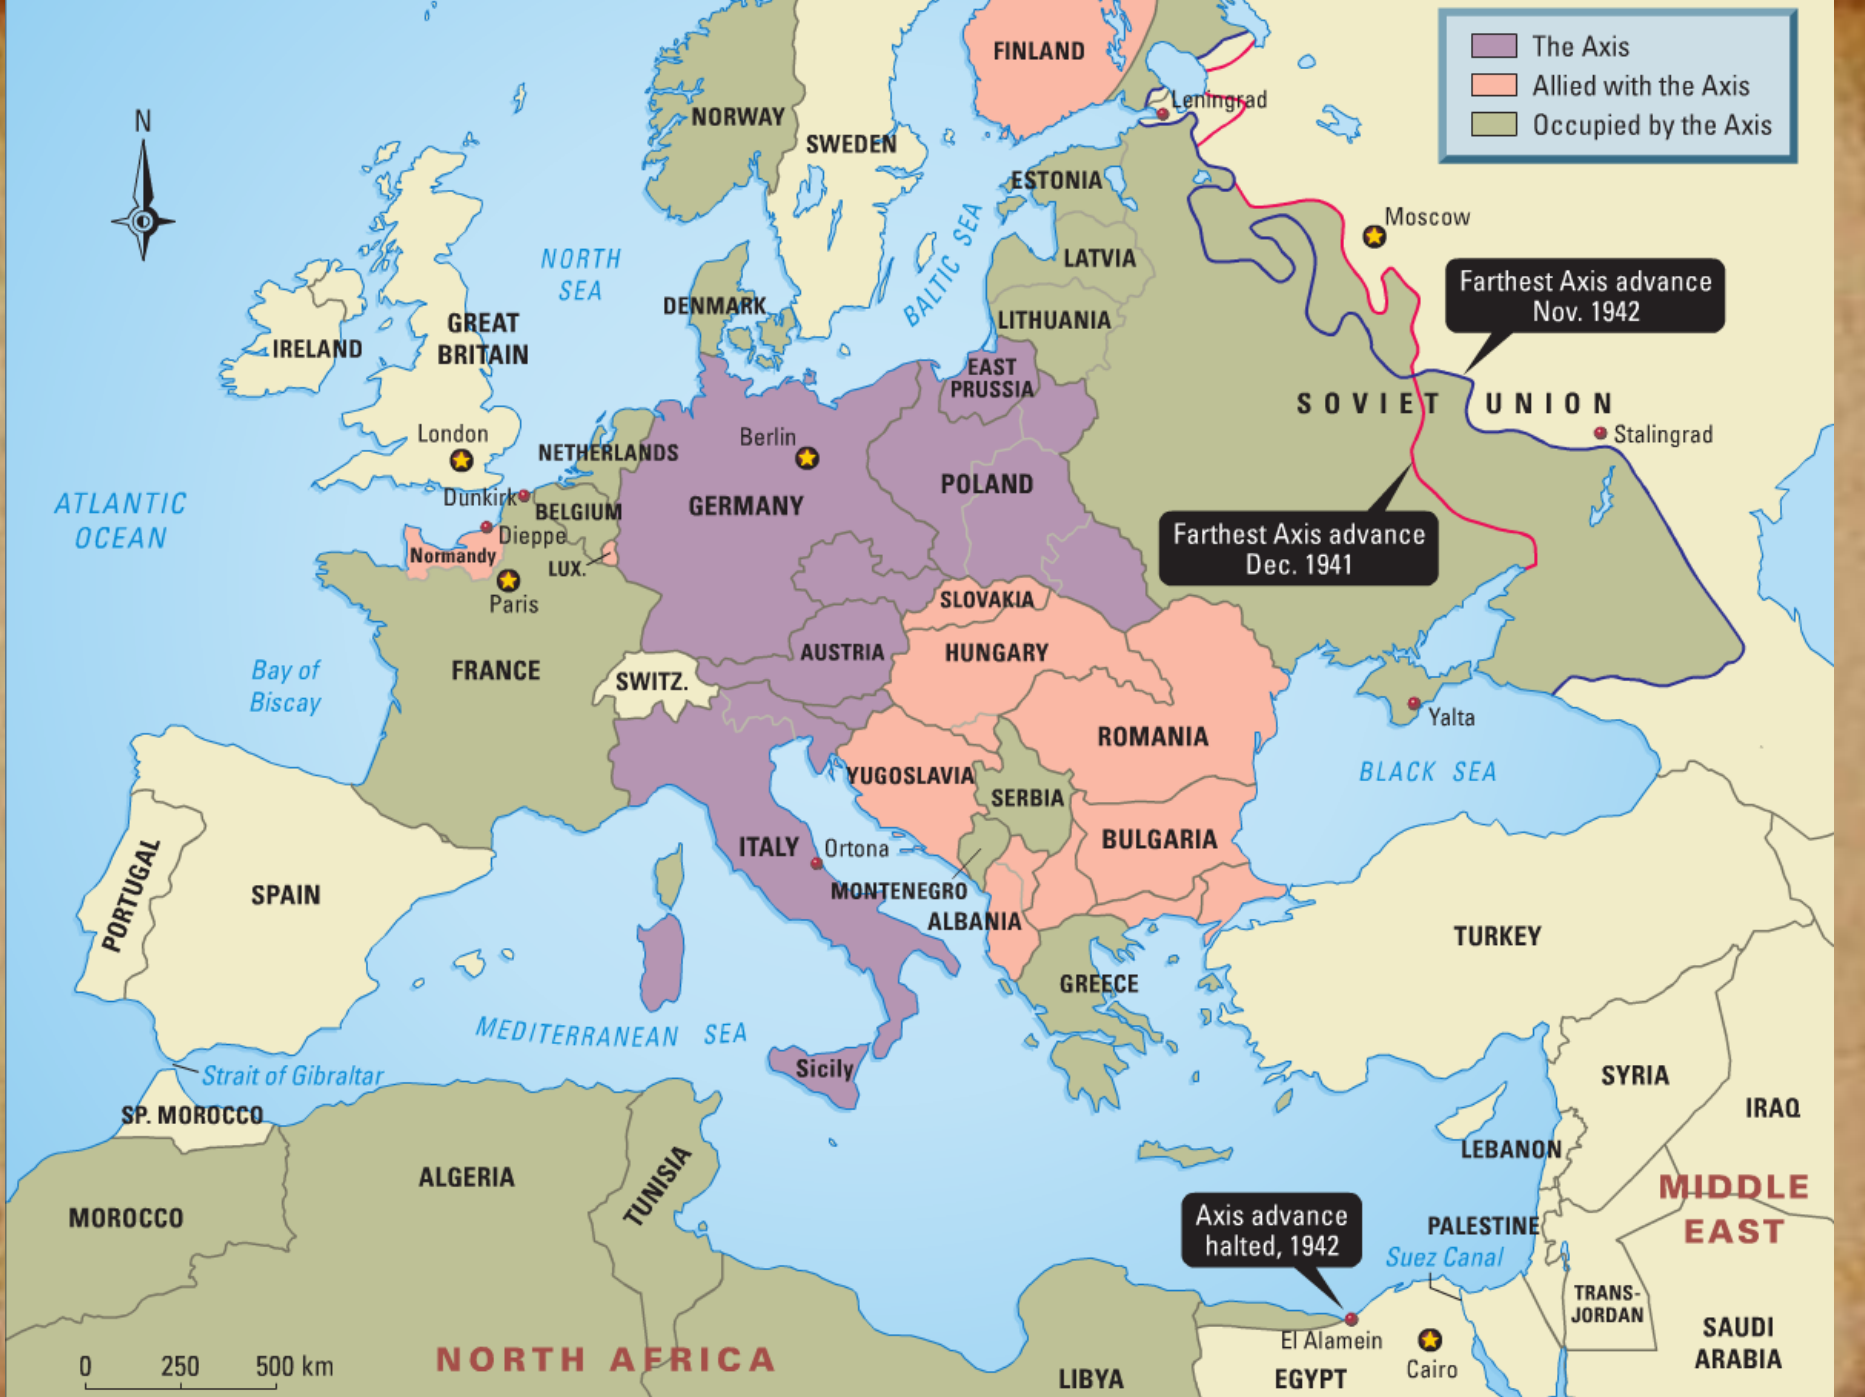 The Axis
Allied with the Axis
Occupied by the Axis
N
FINLAND
NORWAY
SWEDEN
Leningrad
ESTONIA
Moscow
BALTIC SEA
LATVIA
NORTH
SEA
Farthest Axis advance
Nov. 1942
DENMARK
LITHUANIA
GREAT
BRITAIN
IRELAND
EAST
PRUSSIA
SOVIET UNION
Stalingrad
London
Berlin
NETHERLANDS
POLAND
Dunkirk
GERMANY
BELGIUM
ATLANTIC
OCEAN
Dieppe
Normandy
LUX.
Farthest Axis advance
Dec. 1941
Paris
SLOVAKIA
AUSTRIA
HUNGARY
FRANCE
SWITZ.
Bay of
Biscay
Yalta
ROMANIA
BLACK SEA
YUGOSLAVIA
SERBIA
ITALY
Ortona
BULGARIA
MONTENEGRO
PORTUGAL
SPAIN
ALBANIA
TURKEY
GREECE
MEDITERRANEAN SEA
Sicily
Strait of Gibraltar
SYRIA
SP. MOROCCO
IRAQ
LEBANON
ALGERIA
TUNISIA
MIDDLE
EAST
MOROCCO
Axis advance
halted, 1942
PALESTINE
Suez Canal
TRANS-
JORDAN
El Alamein
SAUDI
ARABIA
Cairo
0 250 500 km
NORTH AFRICA
LIBYA
EGYPT